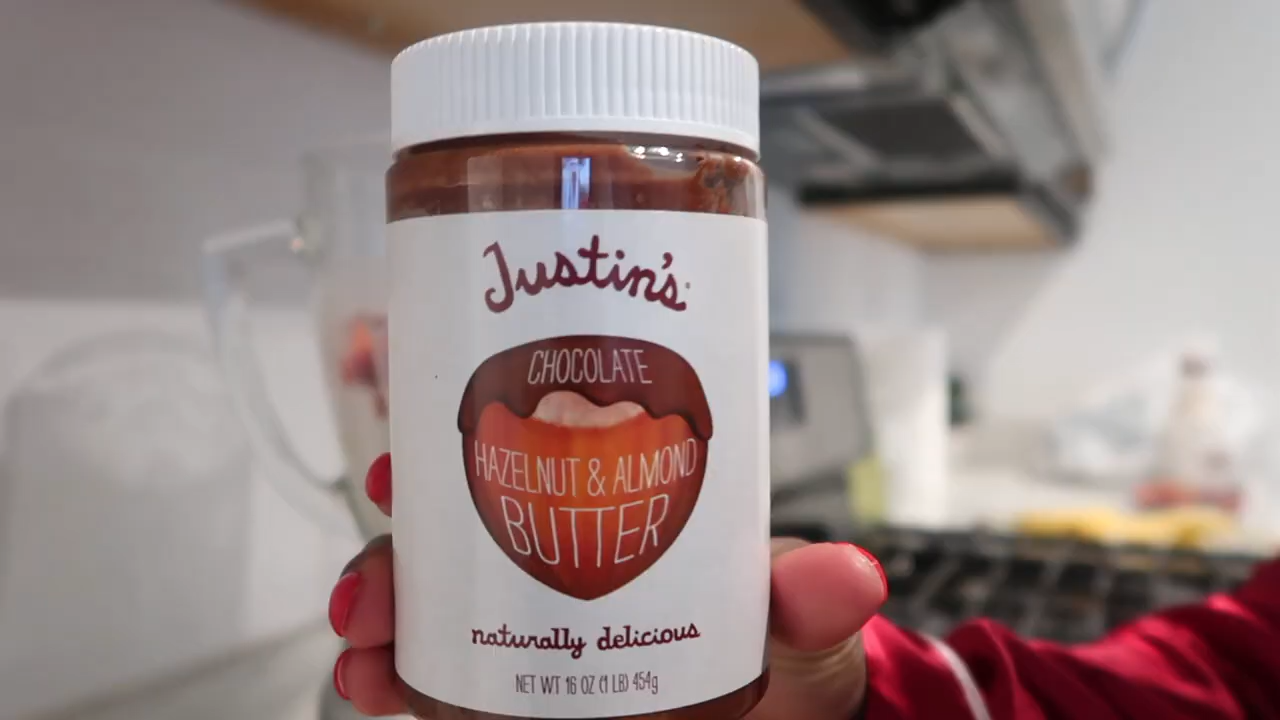 Justin's
CHOCOLATE
HAZELNUT & ALMOND
BUTTER
naturally delicious
NET WT 16 OZ (1 LB) 454g